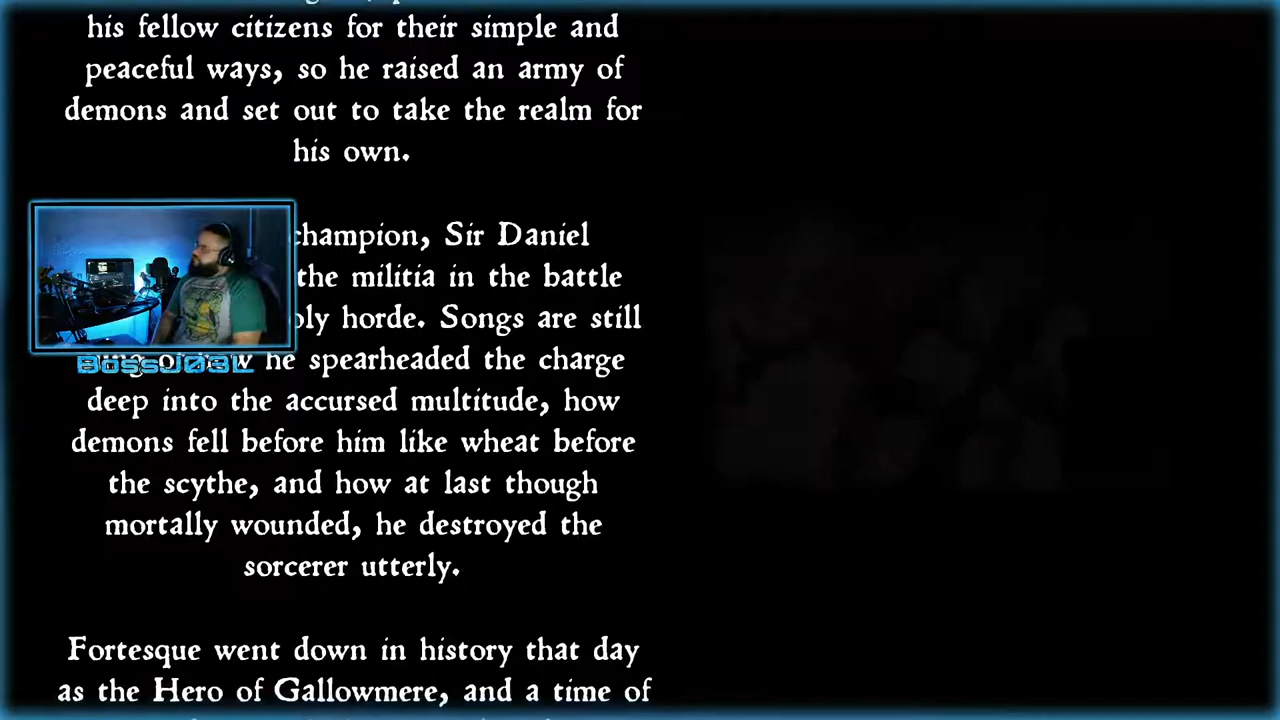 his fellow citizens for their simple and
peaceful ways, so he raised an army of
demons and set out to take the realm for
his own.
champion, Sir Daniel
the militia in the battle
horde. Songs are still
he spearheaded the charge
BossJ03L
deep into the accursed multitude, how
demons fell before him like wheat before
the scythe, and how at last though
mortally wounded, he destroyed the
sorcerer utterly.
Fortesque went down in history that day
as the Hero of Gallowmere, and a time of